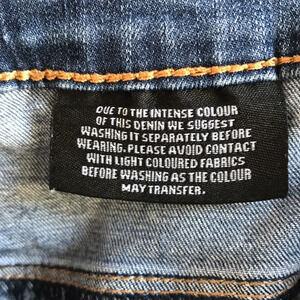 DUE TO THE INTENSE COLOUR
OF THIS DENIM WE SUGGEST
WASHING IT SEPARATELY BEFORE
WEARING. PLEASE AVOID CONTACT
WITH LIGHT COLOURED FABRICS
BEFORE WASHING AS THE COLOUR
MAY TRANSFER.